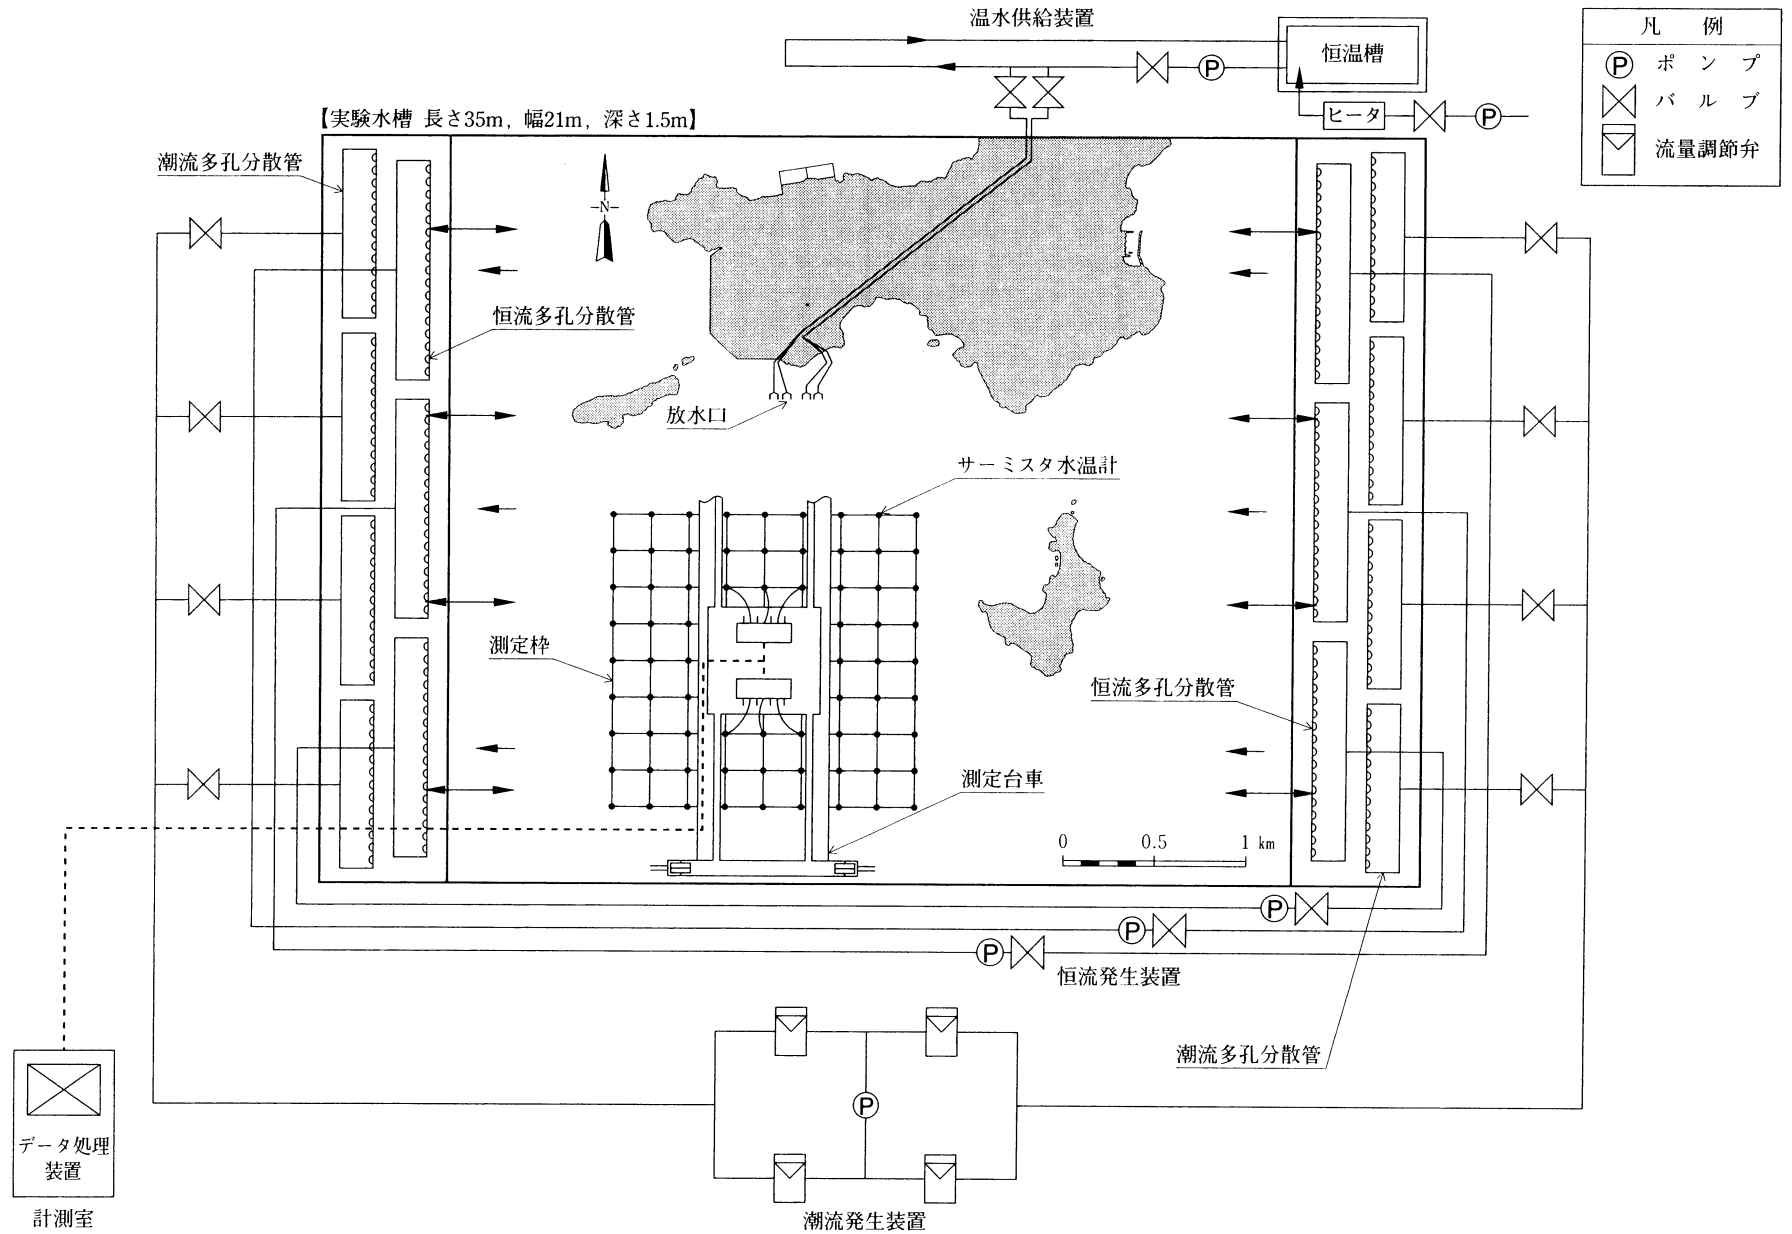 温水供給装置
恒温槽
ヒータ
P
P
凡　例
P ポンプ
バルブ
流量調節弁
【実験水槽 長さ35m，幅21m，深さ1.5m】
潮流多孔分散管
N
恒流多孔分散管
放水口
サーミスタ水温計
測定枠
恒流多孔分散管
測定台車
0 0.5 1 km
P
P
P
恒流発生装置
潮流多孔分散管
P
潮流発生装置
データ処理
装置
計測室